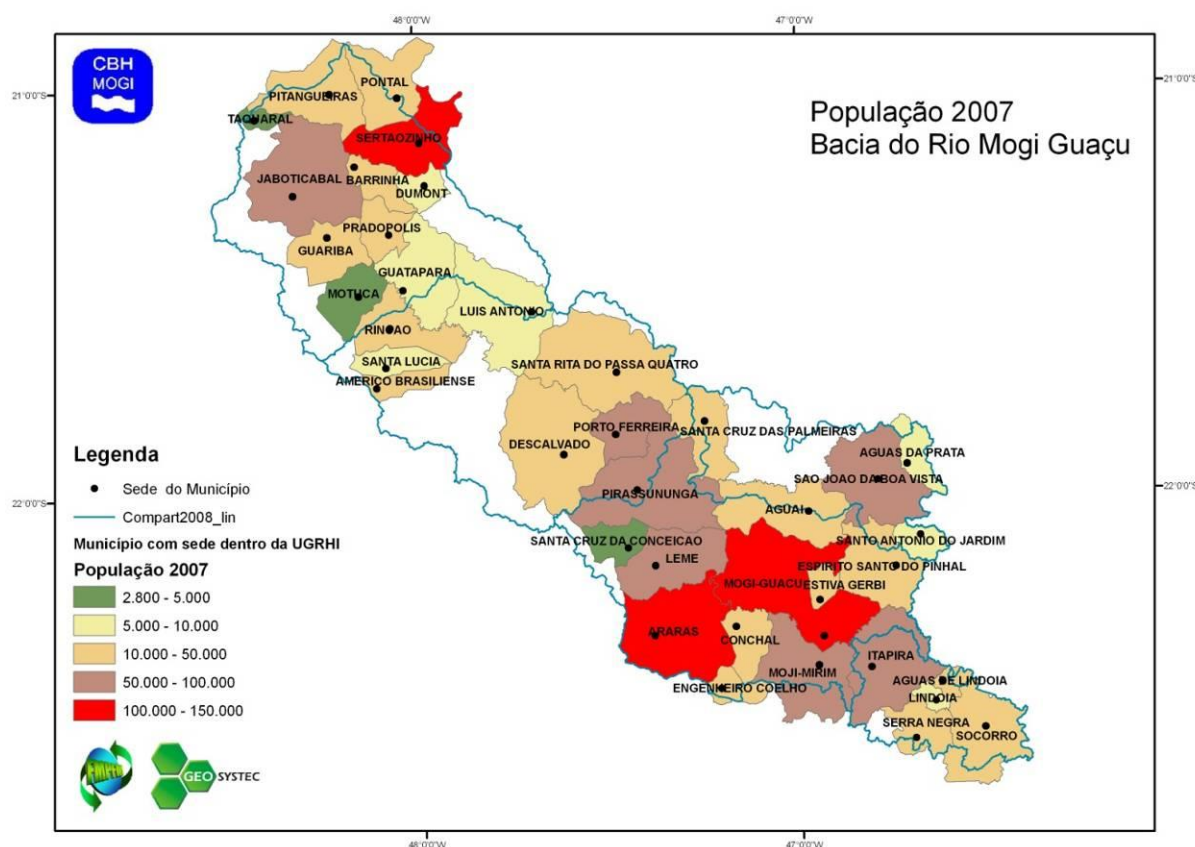 48°0'0"W
47°0'0"W
CBH
MOGI
21°0'0"S
21°0'0"S
População 2007
Bacia do Rio Mogi Guaçu
PONTAL
PITANGUEIRAS
TAQUARAL
SERTAOZINHO
JABOTICABAL
BARRINHA
DUMONT
PRADOPOLIS
GUARIBA
GUATAPARA
MOTUCA
LUIS ANTONIO
RINCAO
SANTA LUCIA
AMERICO BRASILIENSE
SANTA RITA DO PASSA QUATRO
PORTO FERREIRA
SANTA CRUZ DAS PALMEIRAS
DESCALVADO
AGUAS DA PRATA
SAO JOAO DA BOA VISTA
PIRASSUNUNGA
AGUAI
SANTA CRUZ DA CONCEICAO
SANTO ANTONIO DO JARDIM
LEME
ESPIRITO SANTO DO PINHAL
MOGI-GUACU
ESTIVA GERBI
ARARAS
CONCHAL
MOJI-MIRIM
ITAPIRA
ENGENHEIRO COELHO
AGUAS DE LINDOIA
LINDOIA
SERRA NEGRA
SOCORRO
22°0'0"S
22°0'0"S
Legenda
Sede do Município
Compart2008_lin
Município com sede dentro da UGRHI
População 2007
2.800 - 5.000
5.000 - 10.000
10.000 - 50.000
50.000 - 100.000
100.000 - 150.000
GEO SYSTEC
48°0'0"W
47°0'0"W